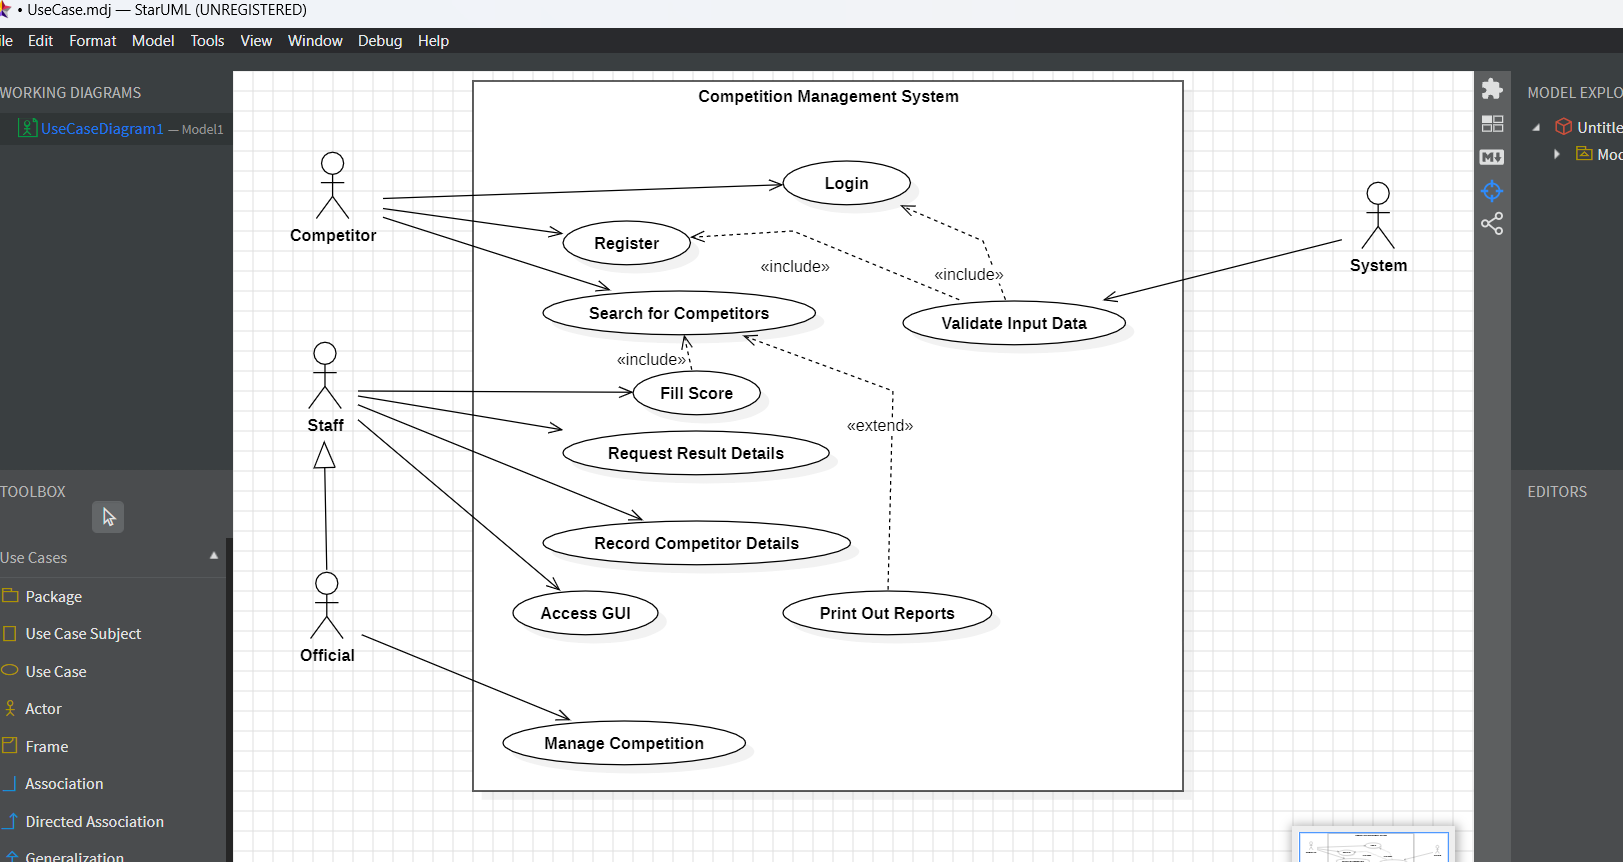 • UseCase.mdj — StarUML (UNREGISTERED)
ile Edit Format Model Tools View Window Debug Help
WORKING DIAGRAMS
UseCaseDiagram1 — Model1
TOOLBOX
Use Cases
Package
Use Case Subject
Use Case
Actor
Frame
Association
Directed Association
Generalization
Competition Management System
Competitor
Login
Register
«include»
«include»
System
Search for Competitors
Validate Input Data
«include»
Staff
Fill Score
«extend»
Request Result Details
Record Competitor Details
Official
Access GUI
Print Out Reports
Manage Competition
MODEL EXPLO
Untitle
Mod
EDITORS